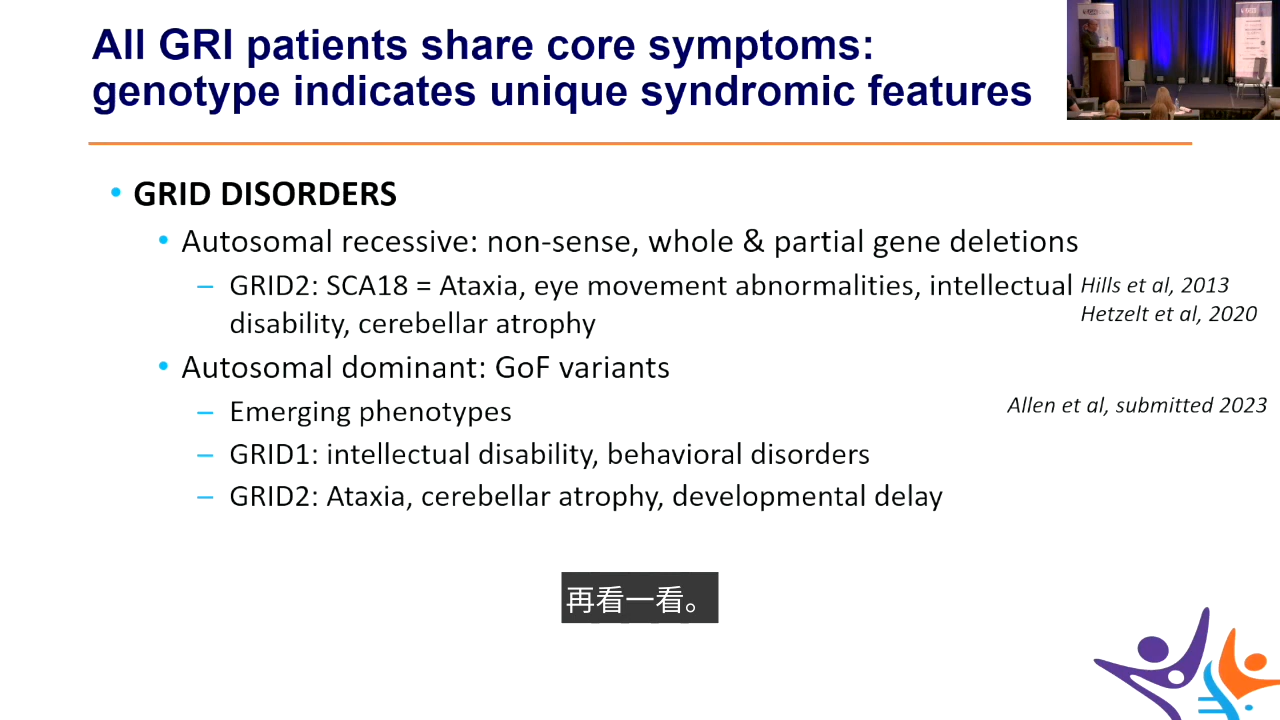 All GRI patients share core symptoms:
genotype indicates unique syndromic features
• GRID DISORDERS
• Autosomal recessive: non-sense, whole & partial gene deletions
– GRID2: SCA18 = Ataxia, eye movement abnormalities, intellectual
disability, cerebellar atrophy
Hills et al, 2013
Hetzelt et al, 2020
• Autosomal dominant: GoF variants
– Emerging phenotypes
Allen et al, submitted 2023
– GRID1: intellectual disability, behavioral disorders
– GRID2: Ataxia, cerebellar atrophy, developmental delay
再看一看。